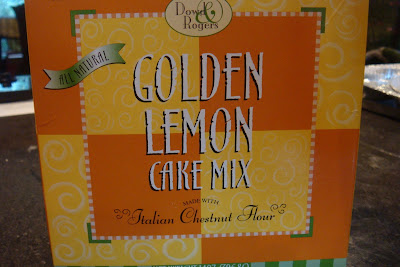 Dowd
&
Rogers
ALL NATURAL
GOLDEN
LEMON
CAKE MIX
MADE WITH
Italian Chestnut Flour